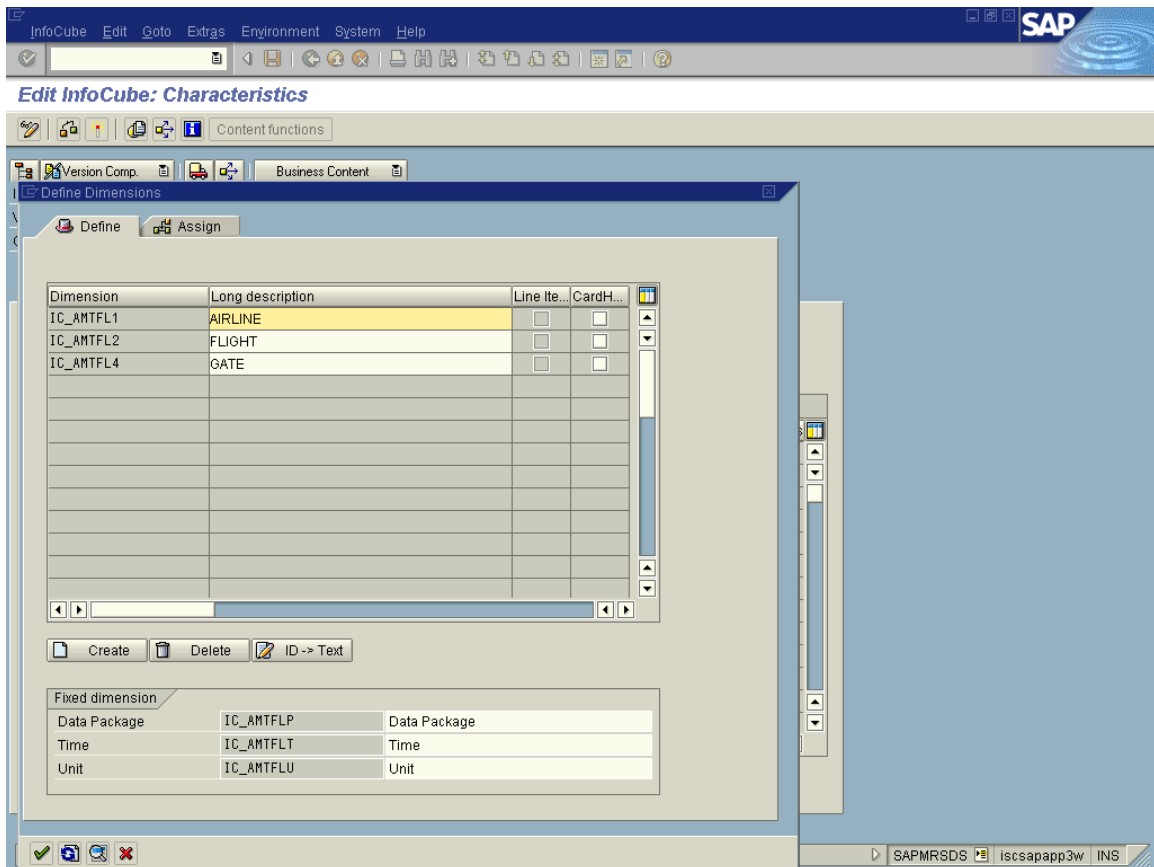 InfoCube Edit Goto Extras Environment System Help
SAP
Edit InfoCube: Characteristics
Content functions
Version Comp. Business Content
Define Dimensions
Define Assign
Dimension Long description Line Ite... CardH...
IC_AMTFL1 AIRLINE
IC_AMTFL2 FLIGHT
IC_AMTFL4 GATE
Create Delete ID -> Text
Fixed dimension
Data Package IC_AMTFLP Data Package
Time IC_AMTFLT Time
Unit IC_AMTFLU Unit
SAPMRSDS iscsapapp3w INS